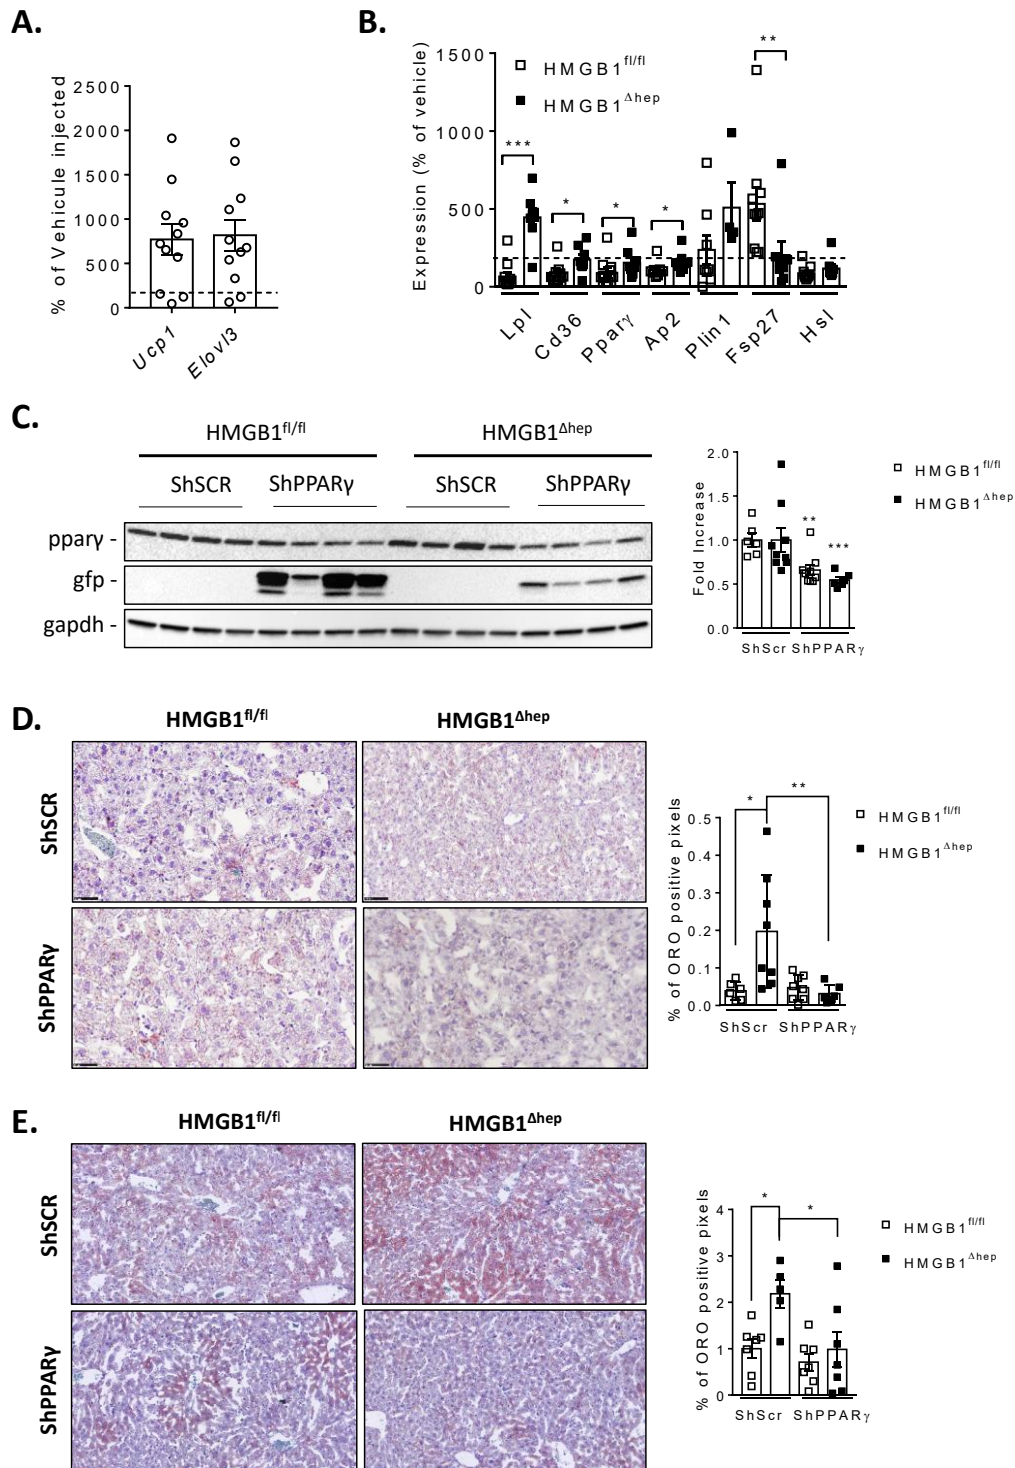 A.
% of Vehicule injected
2500
2000
1500
1000
500
0
Ucp1
Elovl3
B.
Expression (% of vehicle)
1500
1000
500
0
HMGB1fl/fl
HMGB1Δhep
***
*
*
*
**
Lpl
Cd36
Pparγ
Ap2
Plin1
Fsp27
Hsl
C.
HMGB1fl/fl
HMGB1Δhep
ShSCR
ShPPARγ
ShSCR
ShPPARγ
pparγ -
gfp -
gapdh -
Fold Increase
2.0
1.5
1.0
0.5
0.0
**
***
ShScr ShPPARγ
HMGB1fl/fl
HMGB1Δhep
D.
HMGB1fl/fl
HMGB1Δhep
ShSCR
ShPPARγ
% of ORO positive pixels
0.5
0.4
0.3
0.2
0.1
0.0
*
**
ShScr ShPPARγ
HMGB1fl/fl
HMGB1Δhep
E.
HMGB1fl/fl
HMGB1Δhep
ShSCR
ShPPARγ
% of ORO positive pixels
4
3
2
1
0
*
*
ShScr ShPPARγ
HMGB1fl/fl
HMGB1Δhep